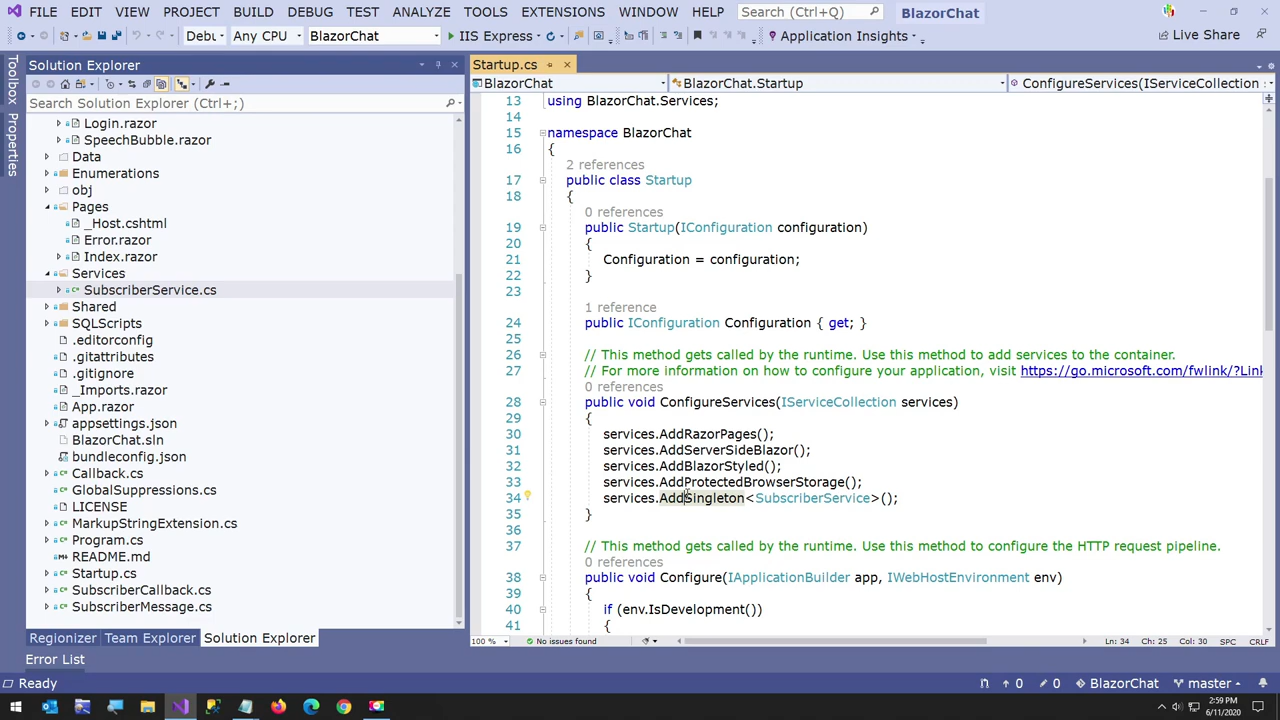 FILE EDIT VIEW PROJECT BUILD DEBUG TEST ANALYZE TOOLS EXTENSIONS WINDOW HELP Search (Ctrl+Q) BlazorChat
Debu Any CPU BlazorChat IIS Express Application Insights Live Share
Toolbox
Properties
Solution Explorer
Search Solution Explorer (Ctrl+;)
Login.razor
SpeechBubble.razor
Data
Enumerations
obj
Pages
_Host.cshtml
Error.razor
Index.razor
Services
SubscriberService.cs
Shared
SQLScripts
.editorconfig
.gitattributes
.gitignore
_Imports.razor
App.razor
appsettings.json
BlazorChat.sln
bundleconfig.json
Callback.cs
GlobalSuppressions.cs
LICENSE
MarkupStringExtension.cs
Program.cs
README.md
Startup.cs
SubscriberCallback.cs
SubscriberMessage.cs
Regionizer Team Explorer Solution Explorer
Startup.cs
BlazorChat BlazorChat.Startup ConfigureServices(IServiceCollection
13 using BlazorChat.Services;
14
15 namespace BlazorChat
16 {
2 references
17 public class Startup
18 {
0 references
19 public Startup(IConfiguration configuration)
20 {
21 Configuration = configuration;
22 }
23
1 reference
24 public IConfiguration Configuration { get; }
25
26 // This method gets called by the runtime. Use this method to add services to the container.
27 // For more information on how to configure your application, visit https://go.microsoft.com/fwlink/?Link
0 references
28 public void ConfigureServices(IServiceCollection services)
29 {
30 services.AddRazorPages();
31 services.AddServerSideBlazor();
32 services.AddBlazorStyled();
33 services.AddProtectedBrowserStorage();
34 services.AddSingleton<SubscriberService>();
35 }
36
37 // This method gets called by the runtime. Use this method to configure the HTTP request pipeline.
0 references
38 public void Configure(IApplicationBuilder app, IWebHostEnvironment env)
39 {
40 if (env.IsDevelopment())
41 {
100 % No issues found Ln: 34 Ch: 25 Col: 30 SPC CRLF
Error List
Ready 0 0 BlazorChat master
2:59 PM
6/11/2020